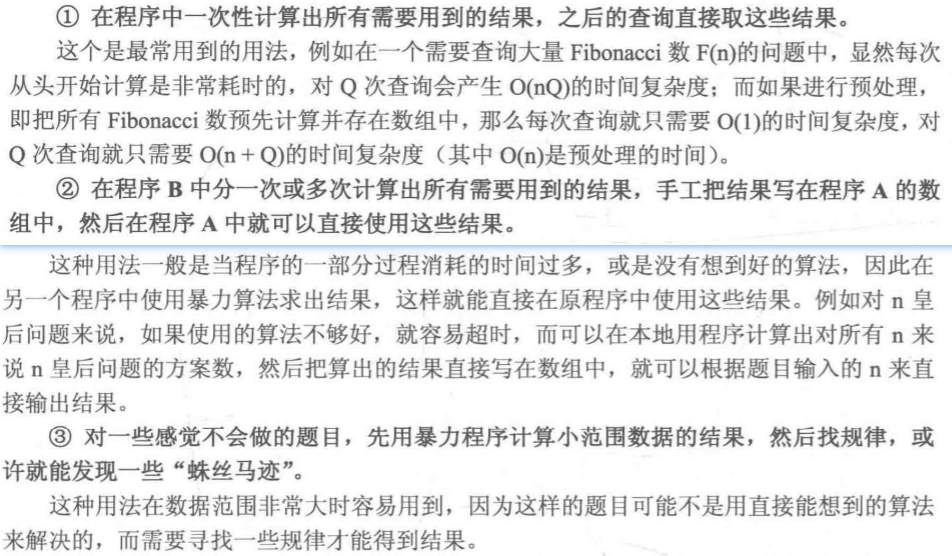 ① 在程序中一次性计算出所有需要用到的结果，之后的查询直接取这些结果。
这个是最常用到的用法，例如在一个需要查询大量 Fibonacci 数 F(n)的问题中，显然每次
从头开始计算是非常耗时的，对 Q 次查询会产生 O(nQ)的时间复杂度；而如果进行预处理，
即把所有 Fibonacci 数预先计算并存在数组中，那么每次查询就只需要 O(1)的时间复杂度，对
Q 次查询就只需要 O(n + Q)的时间复杂度（其中 O(n)是预处理的时间）。
② 在程序 B 中分一次或多次计算出所有需要用到的结果，手工把结果写在程序 A 的数
组中，然后在程序 A 中就可以直接使用这些结果。
这种用法一般是当程序的一部分过程消耗的时间过多，或是没有想到好的算法，因此在
另一个程序中使用暴力算法求出结果，这样就能直接在原程序中使用这些结果。例如对 n 皇
后问题来说，如果使用的算法不够好，就容易超时，而可以在本地用程序计算出对所有 n 来
说 n 皇后问题的方案数，然后把算出的结果直接写在数组中，就可以根据题目输入的 n 来直
接输出结果。
③ 对一些感觉不会做的题目，先用暴力程序计算小范围数据的结果，然后找规律，或
许就能发现一些“蛛丝马迹”。
这种用法在数据范围非常大时容易用到，因为这样的题目可能不是用直接能想到的算法
来解决的，而需要寻找一些规律才能得到结果。